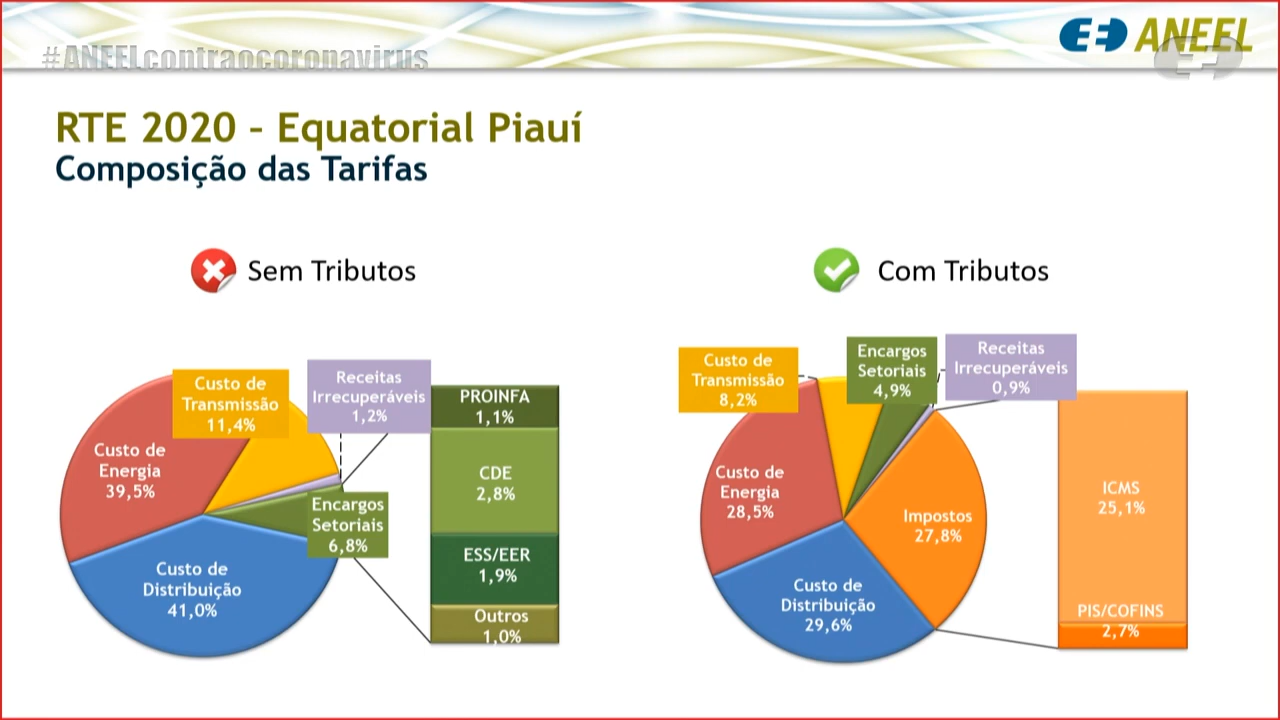 #ANEELcontraocoronavirus
ANEEL
RTE 2020 - Equatorial Piauí
Composição das Tarifas
Sem Tributos
Custo de
Transmissão
11,4%
Receitas
Irrecuperáveis
1,2%
Custo de
Energia
39,5%
Encargos
Setoriais
6,8%
Custo de
Distribuição
41,0%
PROINFA
1,1%
CDE
2,8%
ESS/EER
1,9%
Outros
1,0%
Com Tributos
Custo de
Transmissão
8,2%
Encargos
Setoriais
4,9%
Receitas
Irrecuperáveis
0,9%
Custo de
Energia
28,5%
Impostos
27,8%
Custo de
Distribuição
29,6%
ICMS
25,1%
PIS/COFINS
2,7%